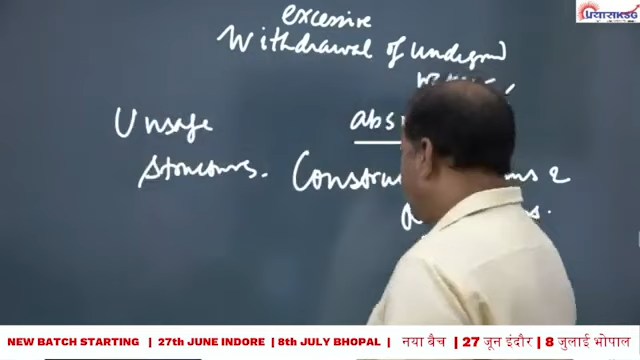 excessive
Withdrawal of undergrd
Unsafe
abs
Structures. Constru
NEW BATCH STARTING | 27th JUNE INDORE | 8th JULY BHOPAL | नया बैच | 27 जून इंदौर | 8 जुलाई भोपाल